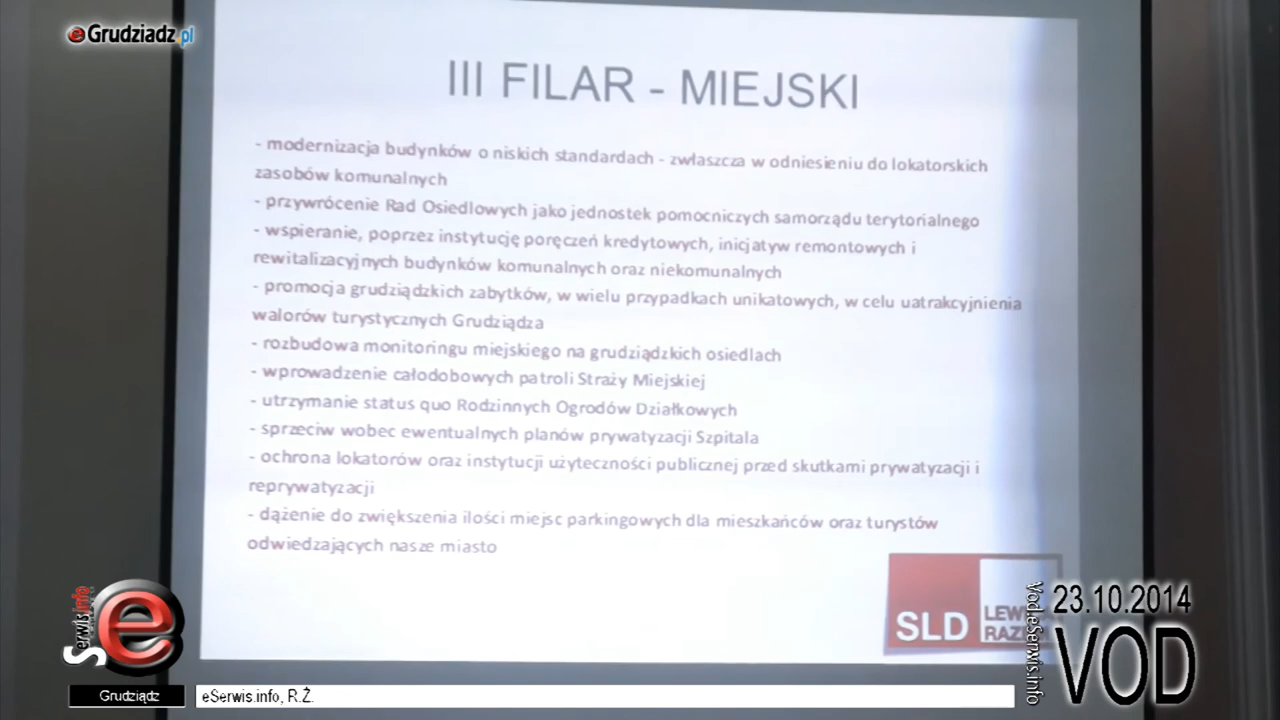 eGrudziadz.pl
III FILAR - MIEJSKI
- modernizacja budynków o niskich standardach - zwłaszcza w odniesieniu do lokatorskich
zasobów komunalnych
- przywrócenie Rad Osiedlowych jako jednostek pomocniczych samorządu terytorialnego
- wspieranie, poprzez instytucję poręczeń kredytowych, inicjatyw remontowych i
rewitalizacyjnych budynków komunalnych oraz niekomunalnych
- promocja grudziądzkich zabytków, w wielu przypadkach unikatowych, w celu uatrakcyjnienia
walorów turystycznych Grudziądza
- rozbudowa monitoringu miejskiego na grudziądzkich osiedlach
- wprowadzenie całodobowych patroli Straży Miejskiej
- utrzymanie status quo Rodzinnych Ogrodów Działkowych
- sprzeciw wobec ewentualnych planów prywatyzacji Szpitala
- ochrona lokatorów oraz instytucji użyteczności publicznej przed skutkami prywatyzacji i
reprywatyzacji
- dążenie do zwiększenia ilości miejsc parkingowych dla mieszkańców oraz turystów
odwiedzających nasze miasto
SLD
eSerwis.info
Grudziądz
eSerwis.info, R.Ż.
Vod.eSerwis.info
23.10.2014
VOD